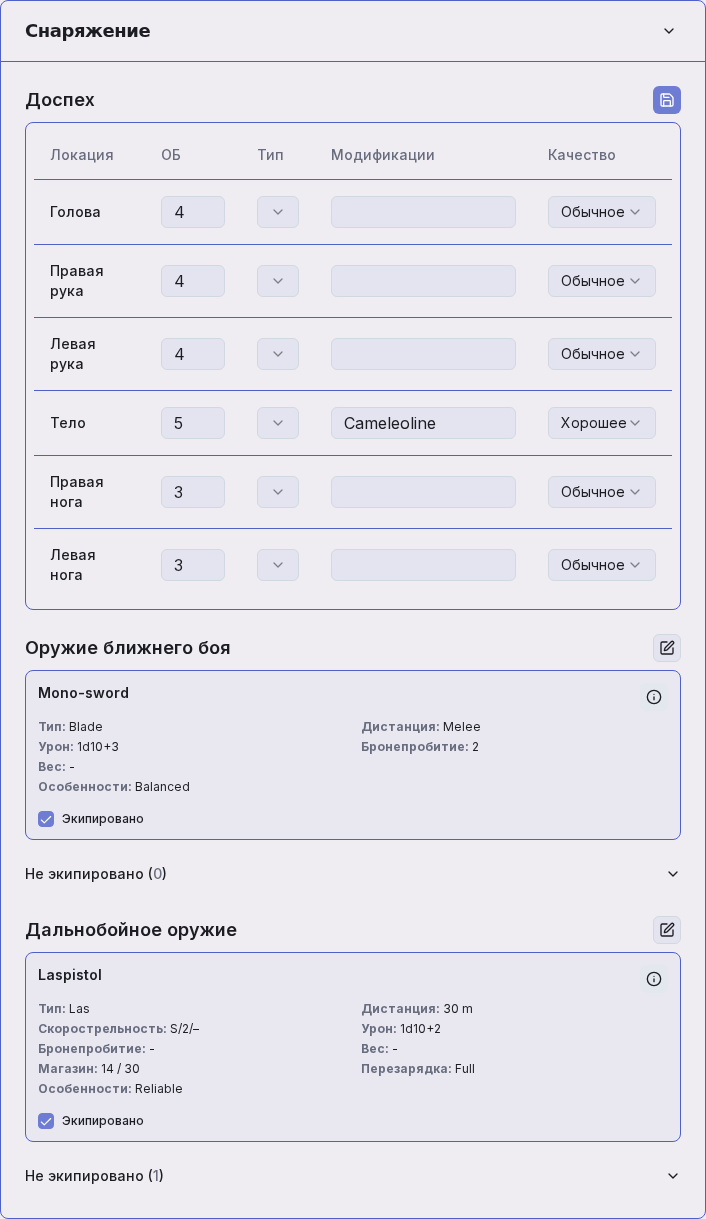 Снаряжение
Доспех
Локация ОБ Тип Модификации Качество
Голова 4 Обычное
Правая
рука 4 Обычное
Левая
рука 4 Обычное
Тело 5 Cameleoline Хорошее
Правая
нога 3 Обычное
Левая
нога 3 Обычное
Оружие ближнего боя
Mono-sword
Тип: Blade Дистанция: Melee
Урон: 1d10+3 Бронепробитие: 2
Вес: -
Особенности: Balanced
Экипировано
Не экипировано (0)
Дальнобойное оружие
Laspistol
Тип: Las Дистанция: 30 m
Скорострельность: S/2/– Урон: 1d10+2
Бронепробитие: - Вес: -
Магазин: 14 / 30 Перезарядка: Full
Особенности: Reliable
Экипировано
Не экипировано (1)